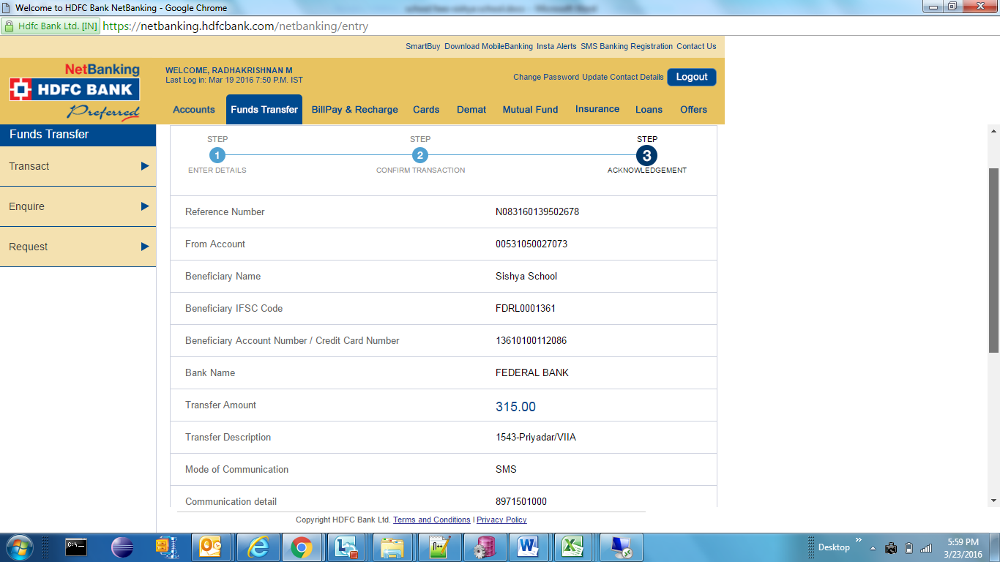 Welcome to HDFC Bank NetBanking - Google Chrome
Hdfc Bank Ltd. [IN] https://netbanking.hdfcbank.com/netbanking/entry
SmartBuy Download MobileBanking Insta Alerts SMS Banking Registration Contact Us
NetBanking
HDFC BANK
Preferred
WELCOME, RADHAKRISHNAN M
Last Log in: Mar 19 2016 7:50 P.M. IST
Change Password Update Contact Details Logout
Accounts Funds Transfer BillPay & Recharge Cards Demat Mutual Fund Insurance Loans Offers
Funds Transfer
Transact
Enquire
Request
STEP STEP STEP
1 2 3
ENTER DETAILS CONFIRM TRANSACTION ACKNOWLEDGEMENT
Reference Number N083160139502678
From Account 00531050027073
Beneficiary Name Sishya School
Beneficiary IFSC Code FDRL0001361
Beneficiary Account Number / Credit Card Number 13610100112086
Bank Name FEDERAL BANK
Transfer Amount 315.00
Transfer Description 1543-Priyadar/VIIA
Mode of Communication SMS
Communication detail 8971501000
Copyright HDFC Bank Ltd. Terms and Conditions I Privacy Policy
Desktop
5:59 PM
3/23/2016